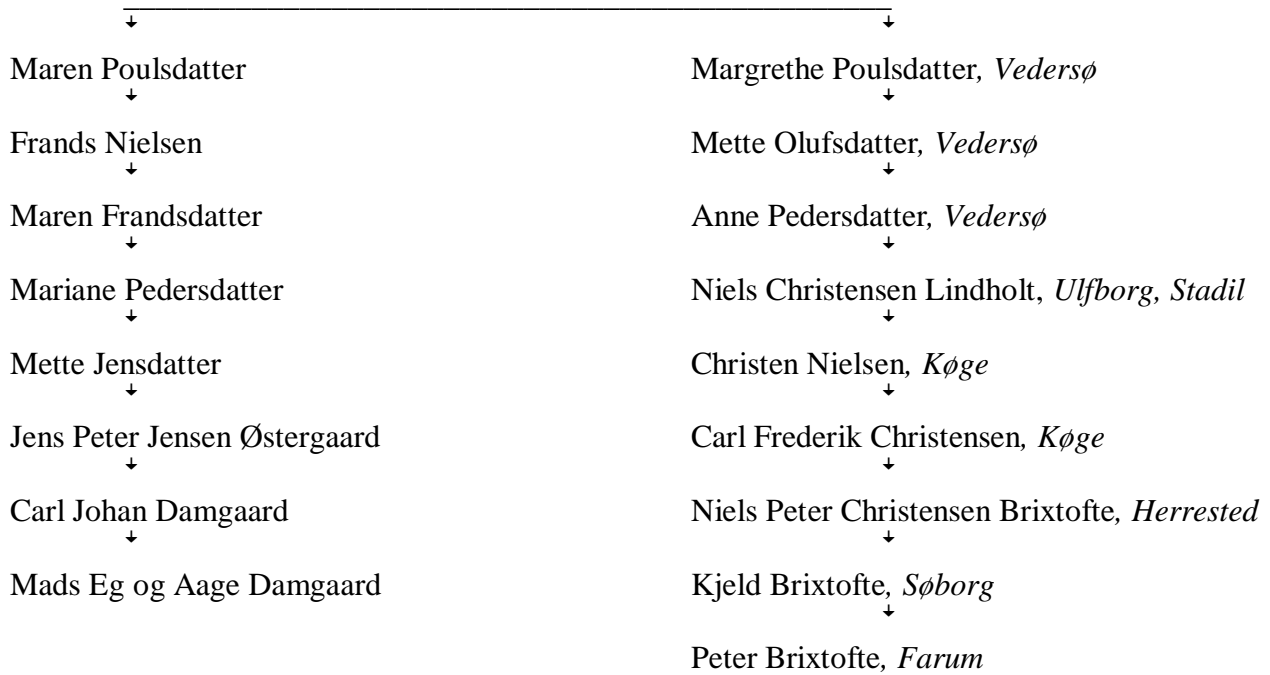 Maren Poulsdatter Margrethe Poulsdatter, Vedersø
Frands Nielsen Mette Olufsdatter, Vedersø
Maren Frandsdatter Anne Pedersdatter, Vedersø
Mariane Pedersdatter Niels Christensen Lindholt, Ulfborg, Stadil
Mette Jensdatter Christen Nielsen, Køge
Jens Peter Jensen Østergaard Carl Frederik Christensen, Køge
Carl Johan Damgaard Niels Peter Christensen Brixtofte, Herrested
Mads Eg og Aage Damgaard Kjeld Brixtofte, Søborg
Peter Brixtofte, Farum